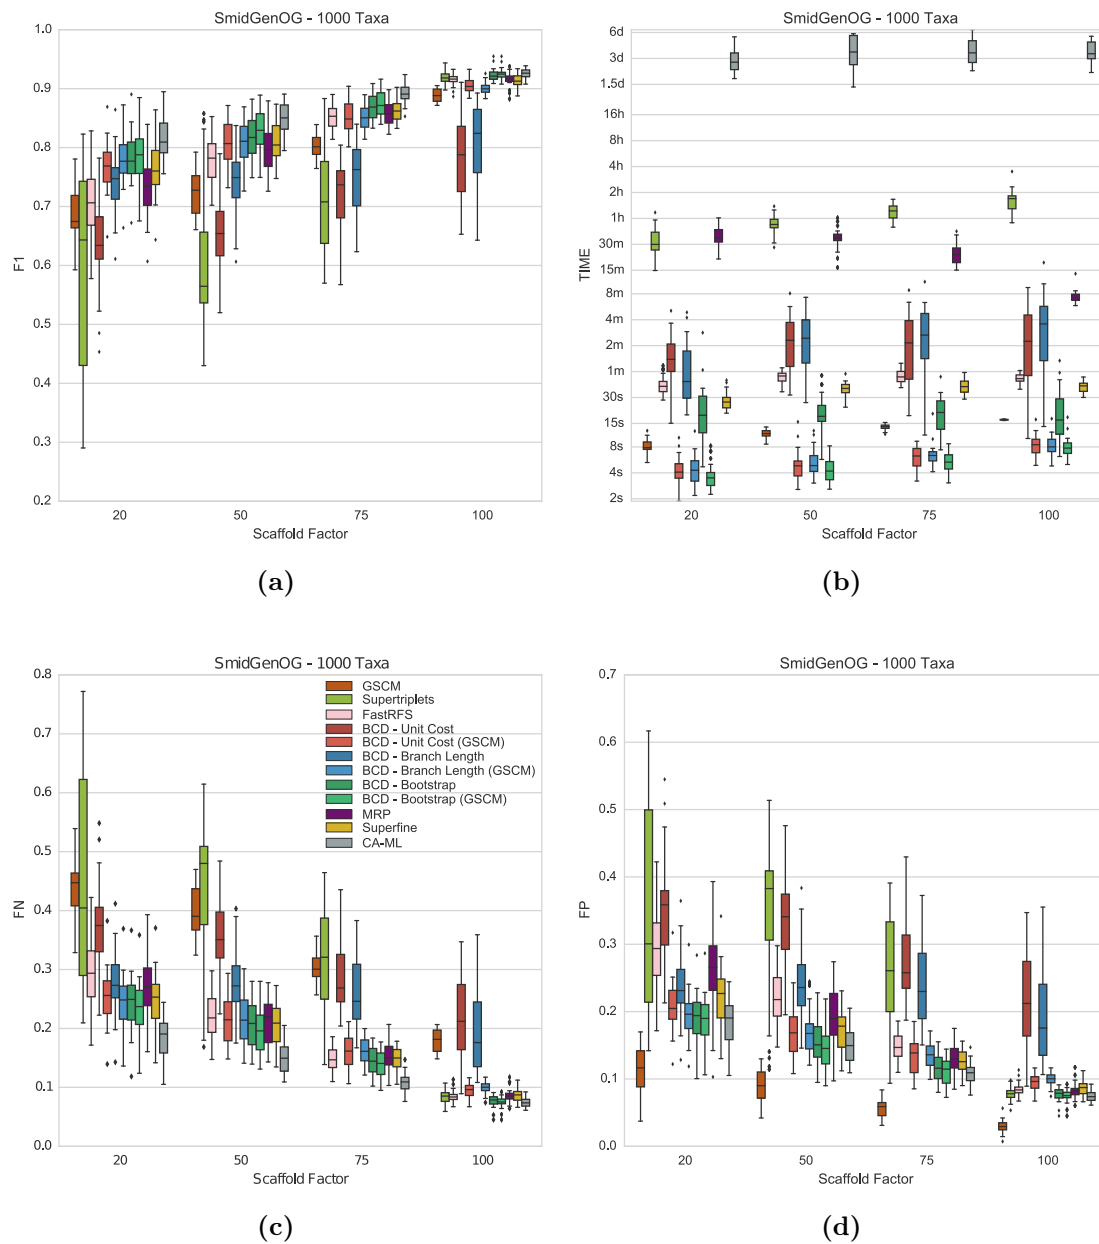 SmidGenOG - 1000 Taxa
1.0
0.9
0.8
0.7
0.6
0.5
0.4
0.3
0.2
F1
20 50 75 100
Scaffold Factor
(a)
SmidGenOG - 1000 Taxa
6d
3d
1.5d
16h
8h
4h
2h
1h
30m
15m
8m
4m
2m
1m
30s
15s
8s
4s
2s
TIME
20 50 75 100
Scaffold Factor
(b)
SmidGenOG - 1000 Taxa
0.8
0.7
0.6
0.5
0.4
0.3
0.2
0.1
0.0
FN
GSCM
Supertriplets
FastRFS
BCD - Unit Cost
BCD - Unit Cost (GSCM)
BCD - Branch Length
BCD - Branch Length (GSCM)
BCD - Bootstrap
BCD - Bootstrap (GSCM)
MRP
Superfine
CA-ML
20 50 75 100
Scaffold Factor
(c)
SmidGenOG - 1000 Taxa
0.7
0.6
0.5
0.4
0.3
0.2
0.1
0.0
FP
20 50 75 100
Scaffold Factor
(d)